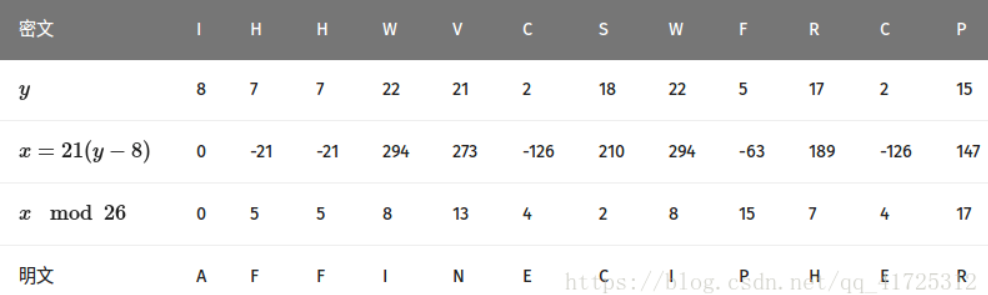 密文 I H H W V C S W F R C P
y 8 7 7 22 21 2 18 22 5 17 2 15
x = 21(y − 8) 0 -21 -21 294 273 -126 210 294 -63 189 -126 147
x mod 26 0 5 5 8 13 4 2 8 15 7 4 17
明文 A F F I N E C I P H E R
https://blog.csdn.net/qq_41725312